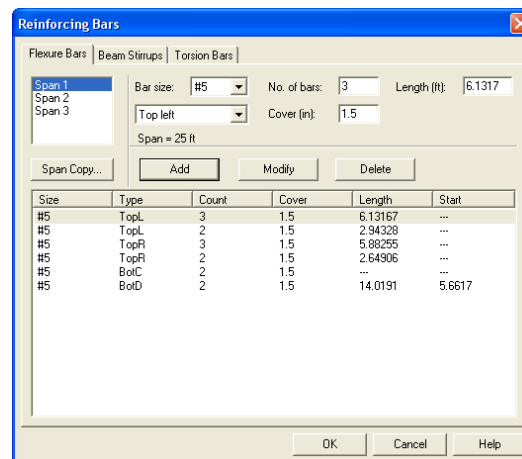 Reinforcing Bars
Flexure Bars Beam Stirrups Torsion Bars
Span 1 Bar size: #5 No. of bars: 3 Length (ft): 6.1317
Span 2
Span 3 Top left Cover (in): 1.5
Span = 25 ft
Span Copy... Add Modify Delete
Size Type Count Cover Length Start
#5 TopL 3 1.5 6.13167 ---
#5 TopL 2 1.5 2.94328 ---
#5 TopR 3 1.5 5.88255 ---
#5 TopR 2 1.5 2.64906 ---
#5 BotC 2 1.5 --- ---
#5 BotD 2 1.5 14.0191 5.6617
OK Cancel Help